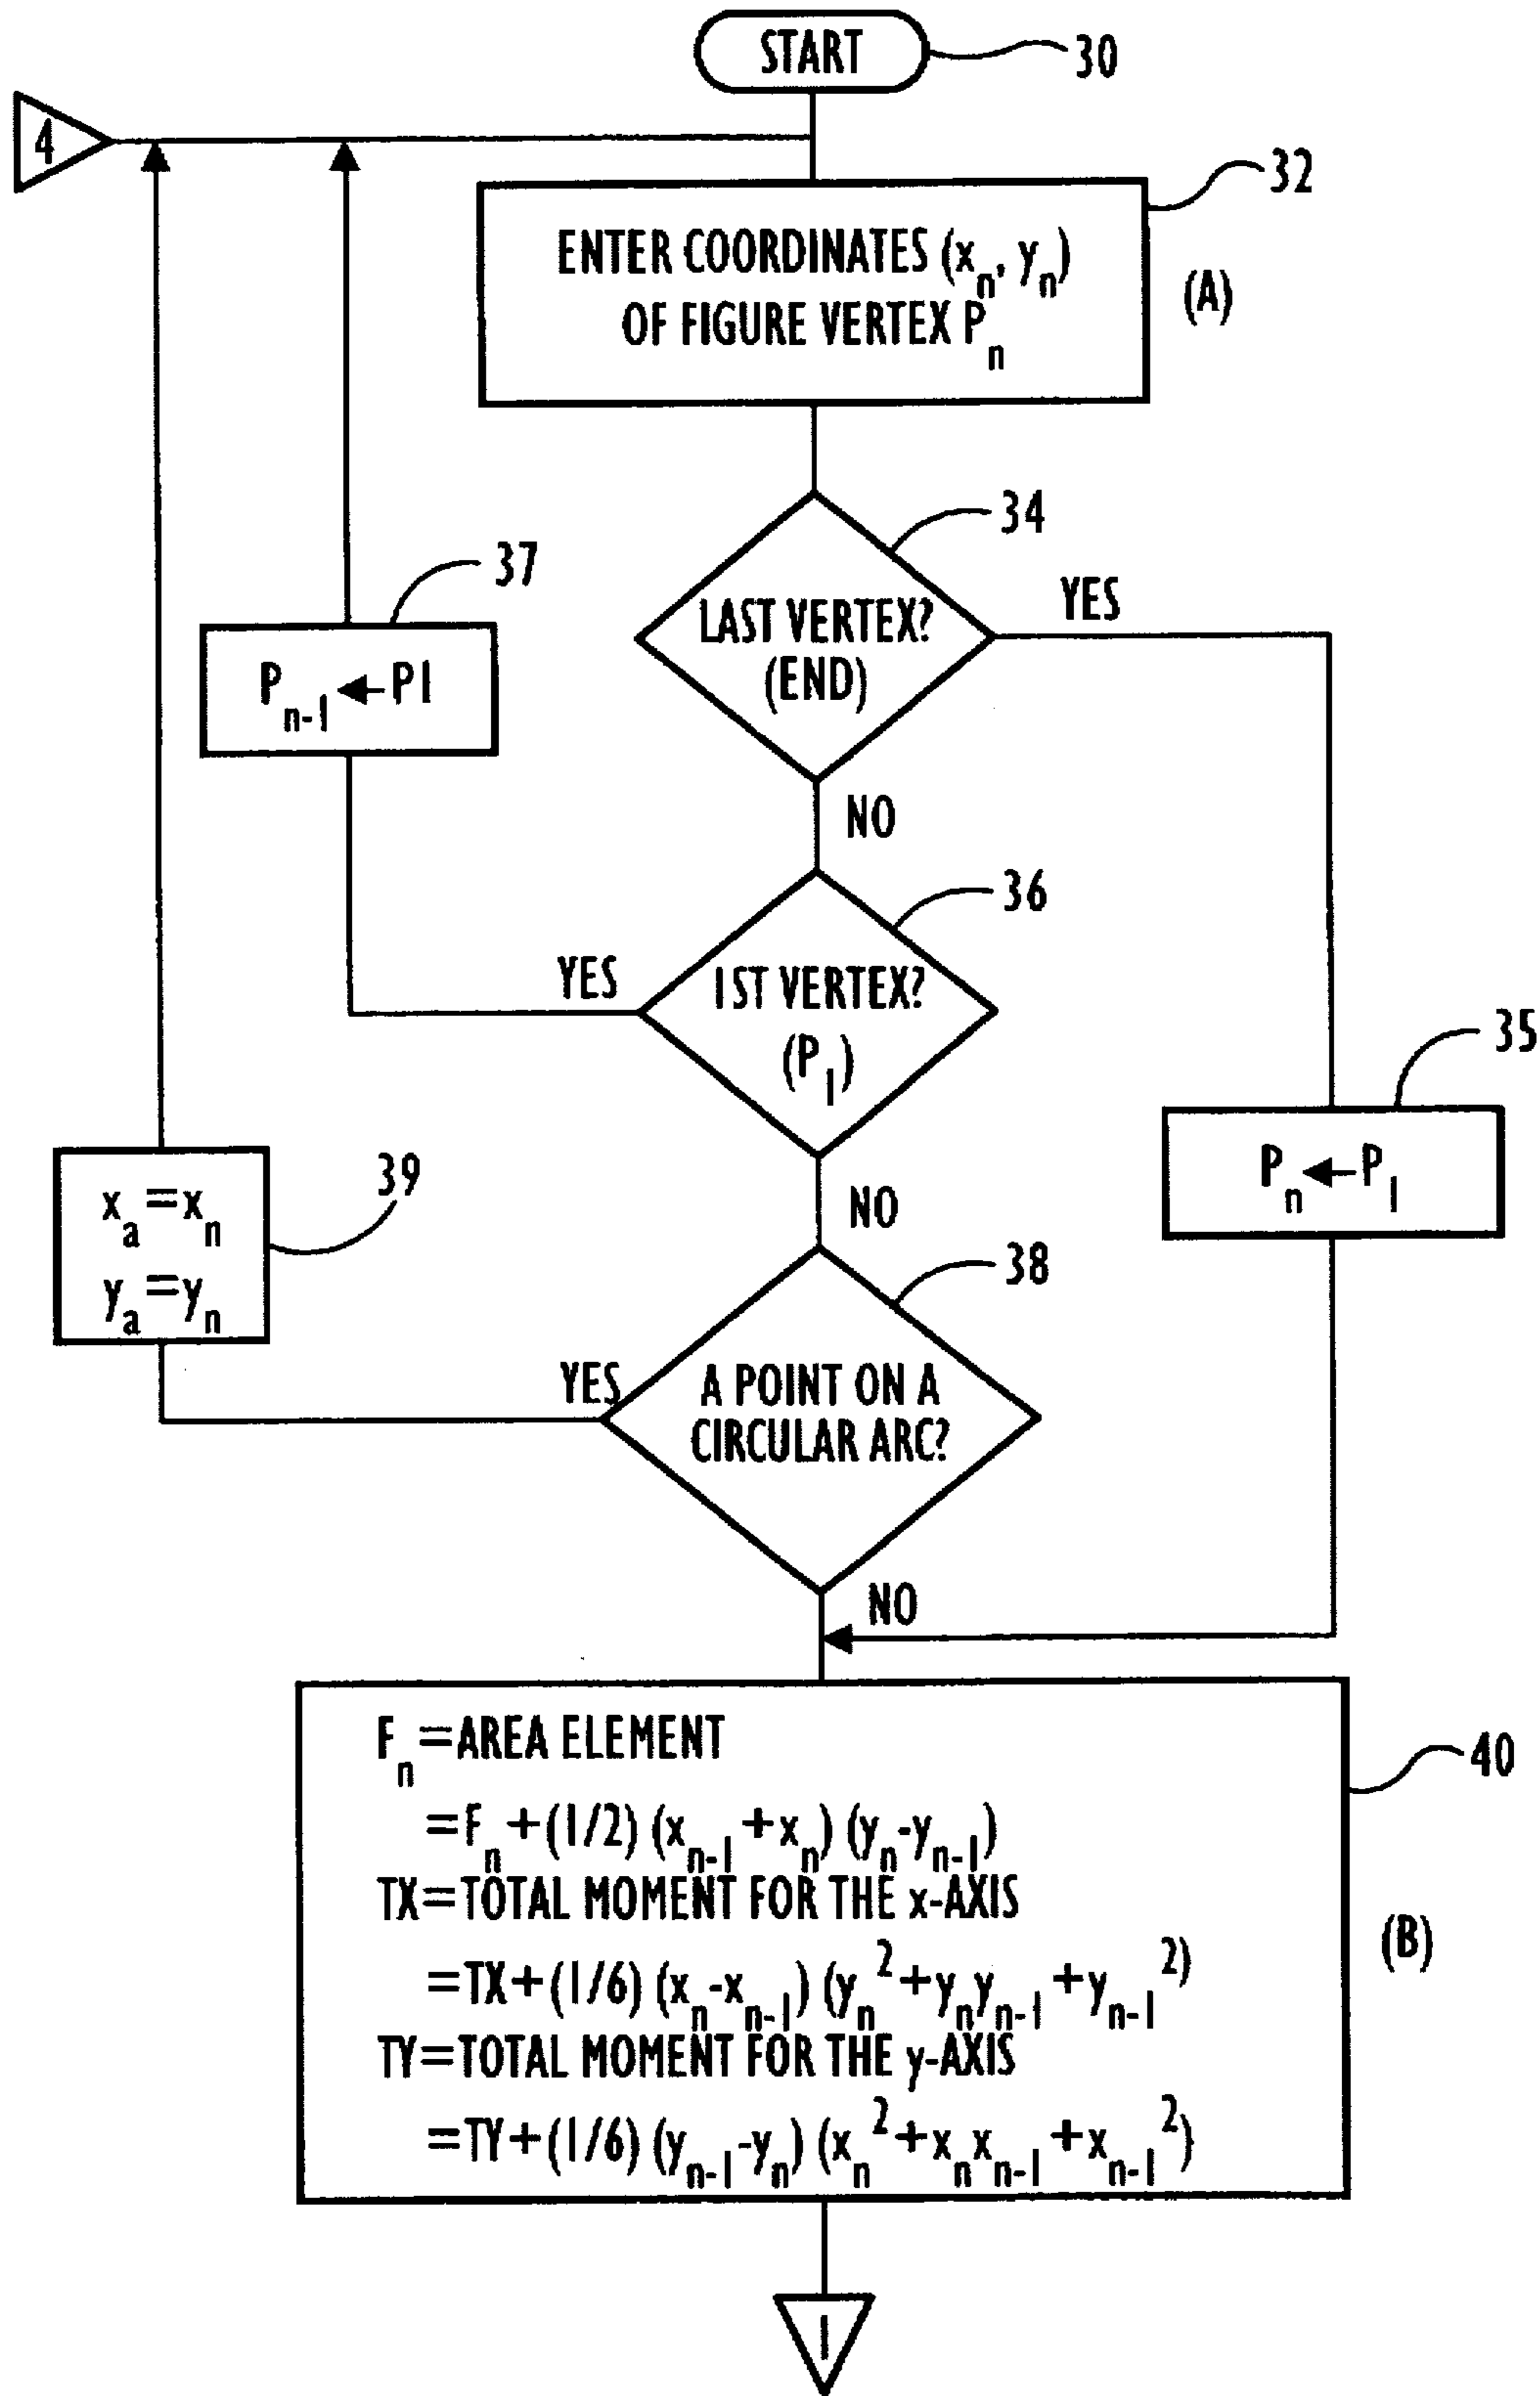 START
30
4
32
ENTER COORDINATES (xₙ, yₙ)
OF FIGURE VERTEX Pₙ
(A)
34
LAST VERTEX?
(END)
YES
NO
37
Pₙ₋₁ ← P1
36
1ST VERTEX?
(P₁)
YES
NO
35
Pₙ ← P₁
39
xₐ = xₙ
yₐ = yₙ
38
A POINT ON A
CIRCULAR ARC?
YES
NO
40
Fₙ = AREA ELEMENT
= Fₙ + (1/2) (xₙ₋₁ + xₙ) (yₙ - yₙ₋₁)
TX = TOTAL MOMENT FOR THE x-AXIS
= TX + (1/6) (xₙ - xₙ₋₁) (yₙ² + yₙyₙ₋₁ + yₙ₋₁²)
TY = TOTAL MOMENT FOR THE y-AXIS
= TY + (1/6) (yₙ₋₁ - yₙ) (xₙ² + xₙxₙ₋₁ + xₙ₋₁²)
(B)
1